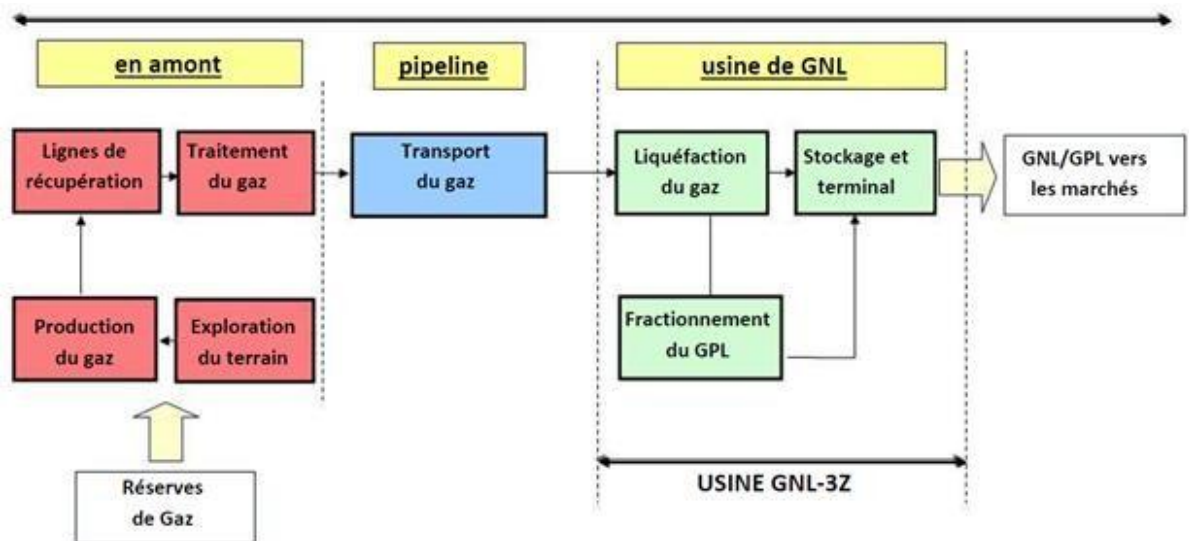 en amont
pipeline
usine de GNL
Lignes de
récupération
Traitement
du gaz
Transport
du gaz
Liquéfaction
du gaz
Stockage et
terminal
GNL/GPL vers
les marchés
Production
du gaz
Exploration
du terrain
Fractionnement
du GPL
Réserves
de Gaz
USINE GNL-3Z